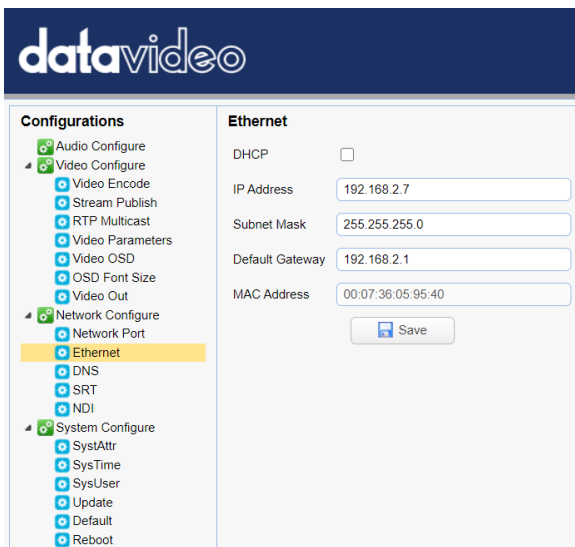 datavideo
Configurations
Audio Configure
Video Configure
Video Encode
Stream Publish
RTP Multicast
Video Parameters
Video OSD
OSD Font Size
Video Out
Network Configure
Network Port
Ethernet
DNS
SRT
NDI
System Configure
SystAttr
SysTime
SysUser
Update
Default
Reboot
Ethernet
DHCP
IP Address 192.168.2.7
Subnet Mask 255.255.255.0
Default Gateway 192.168.2.1
MAC Address 00:07:36:05:95:40
Save